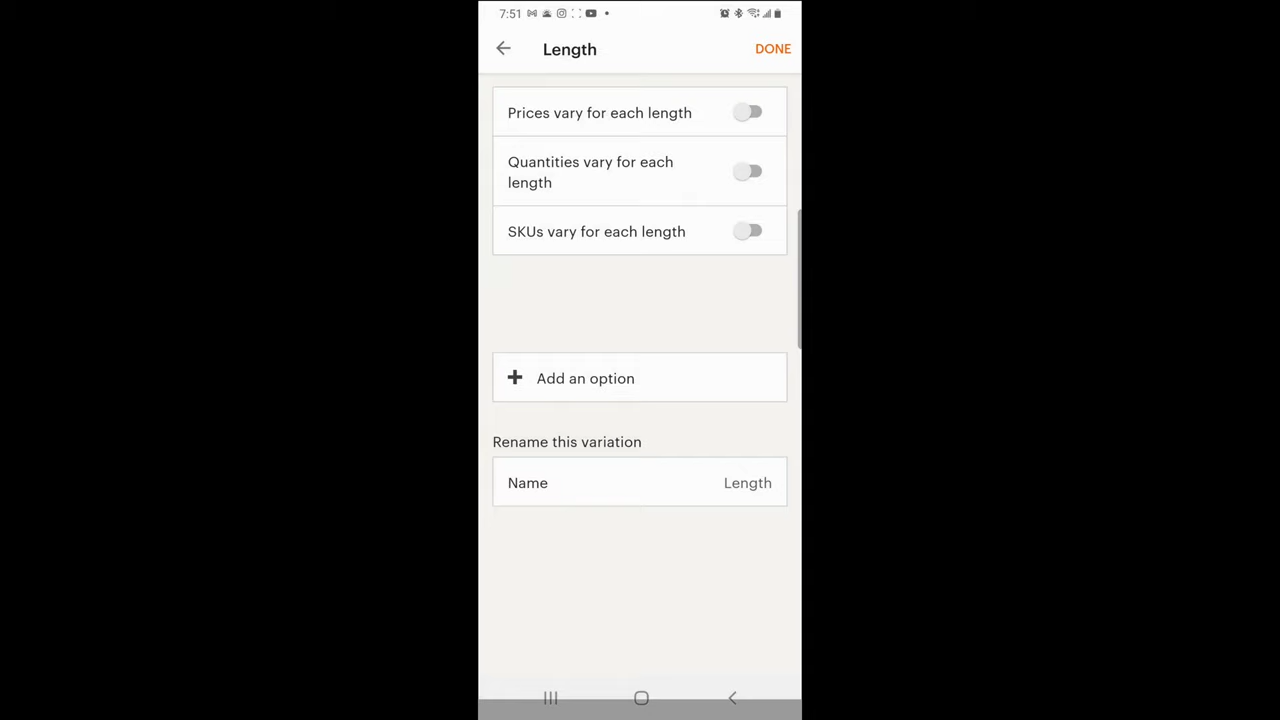 7:51
Length
DONE
Prices vary for each length
Quantities vary for each
length
SKUs vary for each length
Add an option
Rename this variation
Name
Length